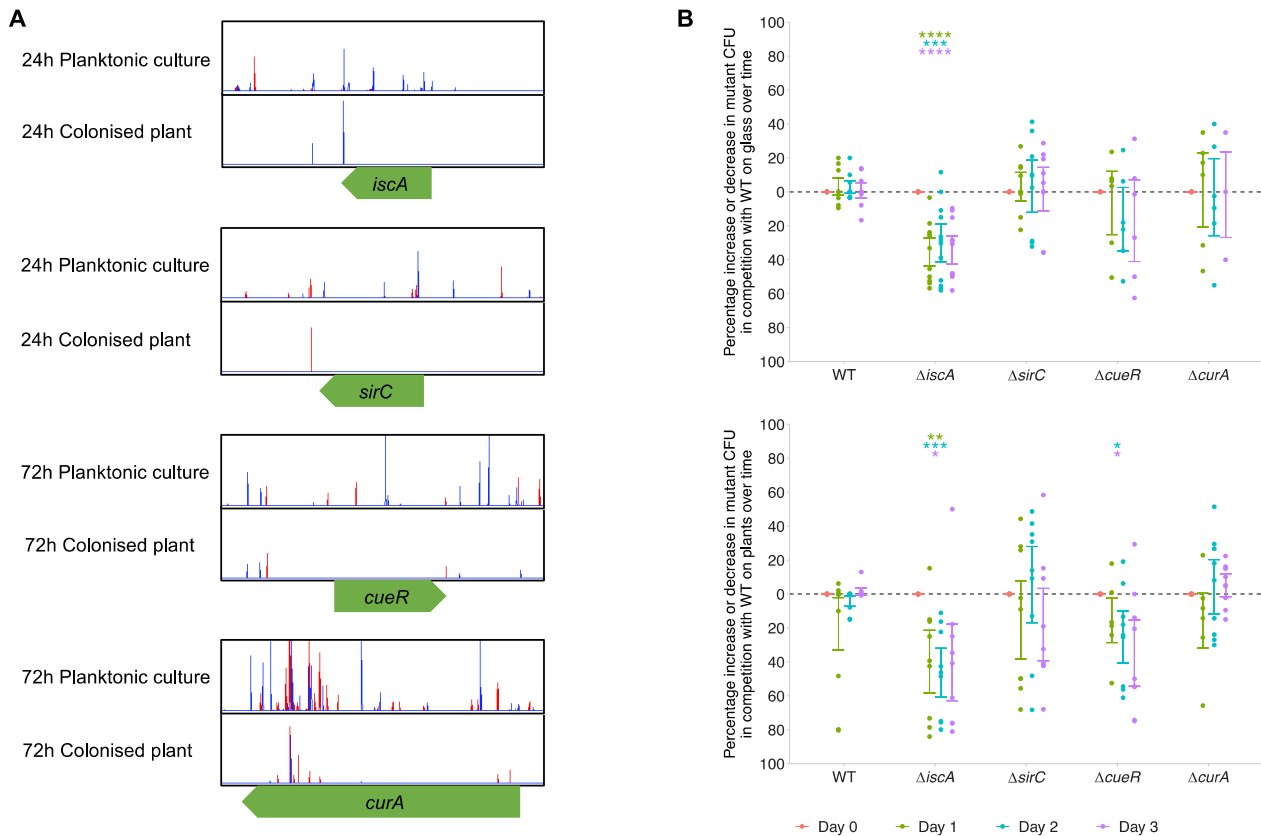 A
24h Planktonic culture
24h Colonised plant
iscA
24h Planktonic culture
24h Colonised plant
sirC
72h Planktonic culture
72h Colonised plant
cueR
72h Planktonic culture
72h Colonised plant
curA
B
Percentage increase or decrease in mutant CFU
in competition with WT on glass over time
100
80
60
40
20
0
20
40
60
80
100
****
***
****
WT
ΔiscA
ΔsirC
ΔcueR
ΔcurA
Percentage increase or decrease in mutant CFU
in competition with WT on plants over time
100
80
60
40
20
0
20
40
60
80
100
**
***
*
*
*
WT
ΔiscA
ΔsirC
ΔcueR
ΔcurA
Day 0
Day 1
Day 2
Day 3